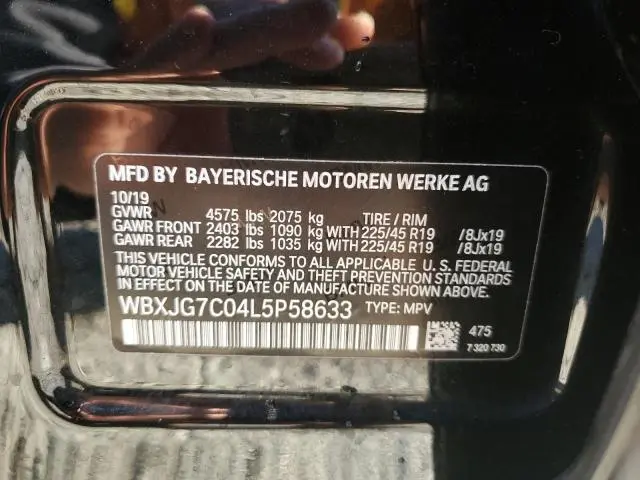 MFD BY BAYERISCHE MOTOREN WERKE AG
10/19
GVWR 4575 lbs 2075 kg TIRE / RIM
GAWR FRONT 2403 lbs 1090 kg WITH 225/45 R19 /8Jx19
GAWR REAR 2282 lbs 1035 kg WITH 225/45 R19 /8Jx19
THIS VEHICLE CONFORMS TO ALL APPLICABLE U. S. FEDERAL
MOTOR VEHICLE SAFETY AND THEFT PREVENTION STANDARDS
IN EFFECT ON THE DATE OF MANUFACTURE SHOWN ABOVE.
WBXJG7C04L5P58633 TYPE: MPV
475
7 320 730